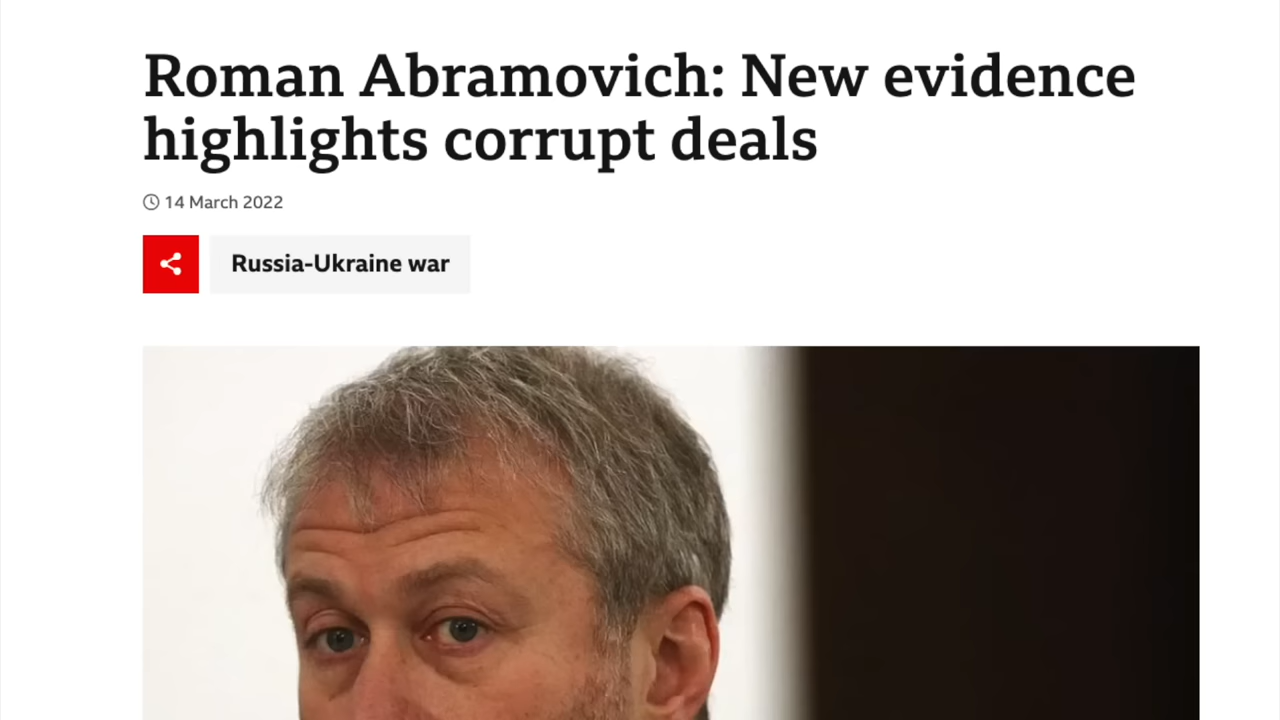 Roman Abramovich: New evidence
highlights corrupt deals
14 March 2022
Russia-Ukraine war